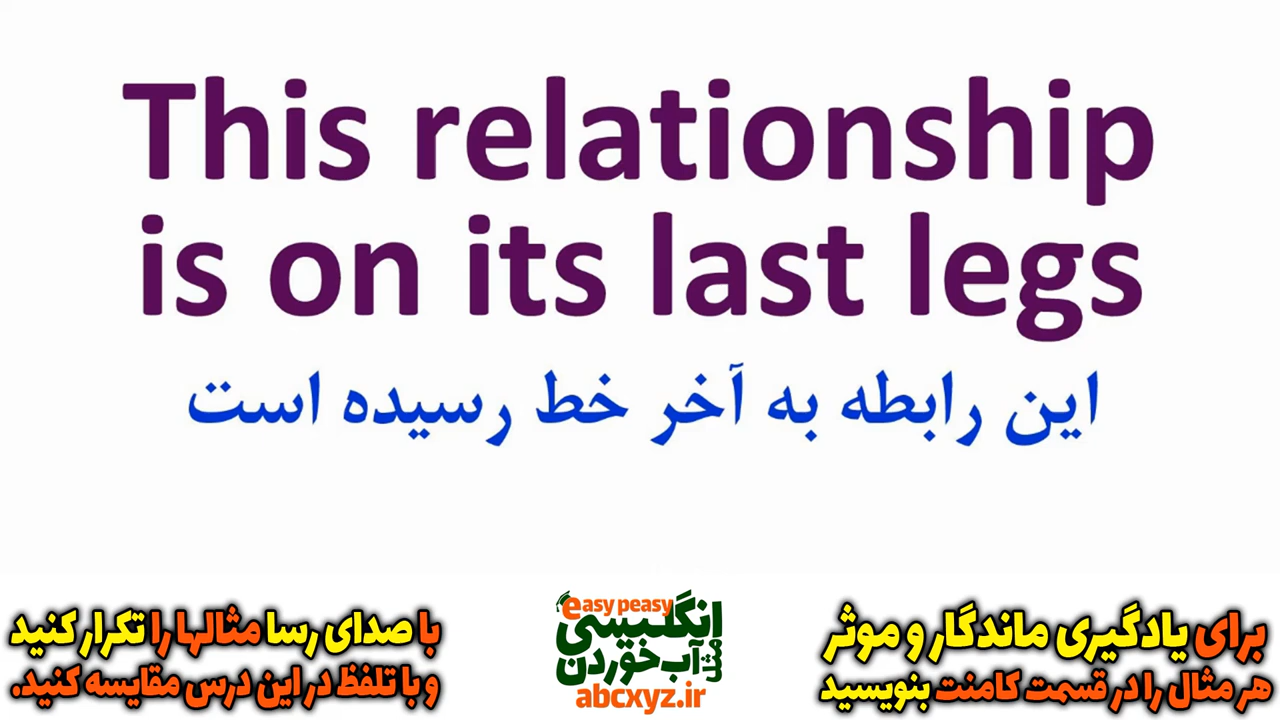 This relationship
is on its last legs
این رابطه به آخر خط رسیده است
برای یادگیری ماندگار و موثر
هر مثال را در قسمت کامنت بنویسید
easy peasy
انگلیسی
مثل آب خوردن
abcxyz.ir
با صدای رسا مثالها را تکرار کنید
و با تلفظ در این درس مقایسه کنید.